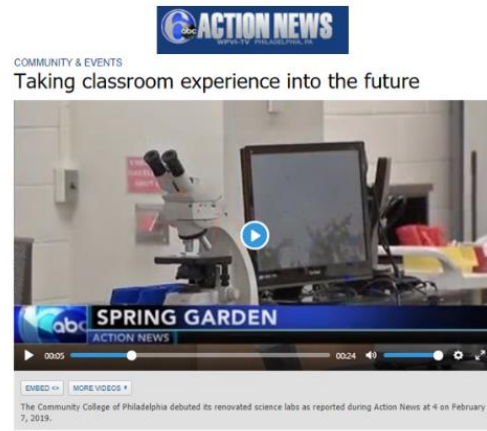 6 abc ACTION NEWS
WPVI-TV PHILADELPHIA, PA
COMMUNITY & EVENTS
Taking classroom experience into the future
abc SPRING GARDEN
ACTION NEWS
00:05 00:24
EMBED <> MORE VIDEOS
The Community College of Philadelphia debuted its renovated science labs as reported during Action News at 4 on February
7, 2019.